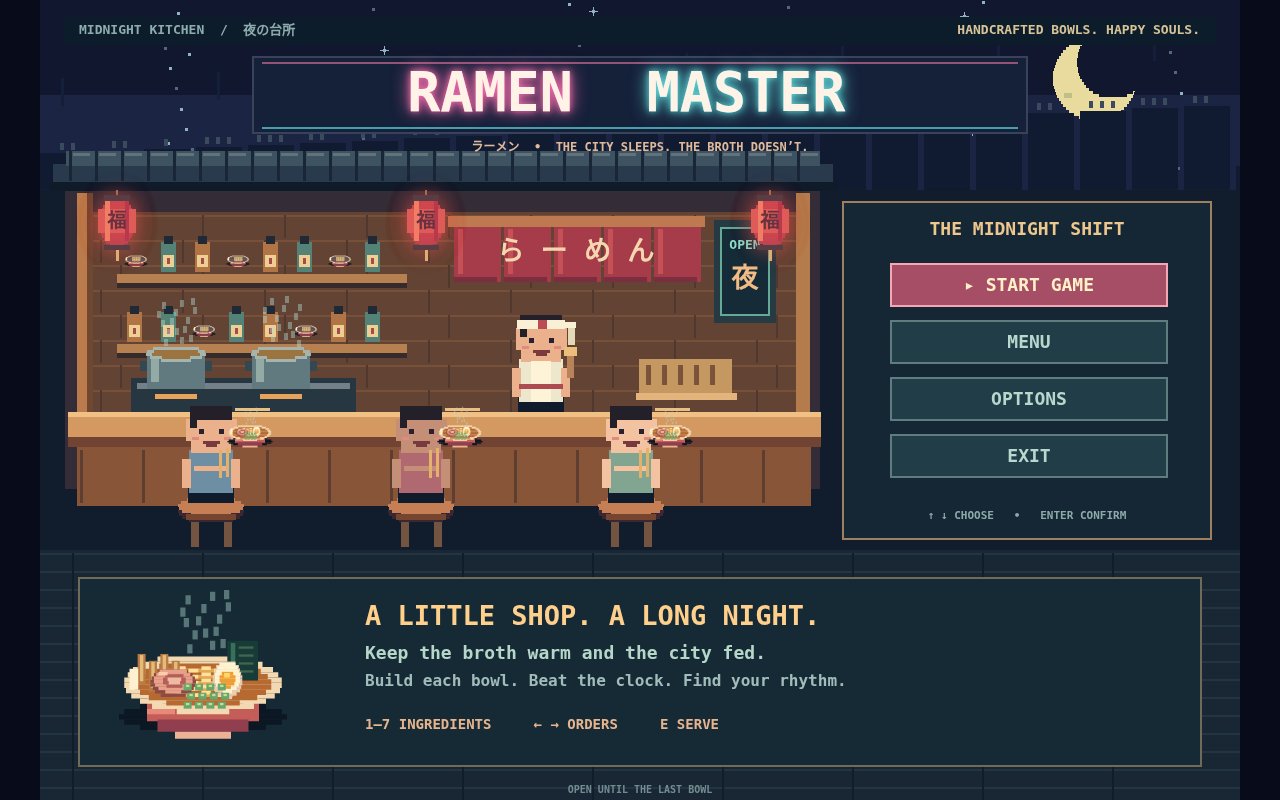 MIDNIGHT KITCHEN / 夜の台所
HANDCRAFTED BOWLS. HAPPY SOULS.
RAMEN MASTER
ラーメン • THE CITY SLEEPS. THE BROTH DOESN'T.
福
福
福
らーめん
OPEN
夜
THE MIDNIGHT SHIFT
▸ START GAME
MENU
OPTIONS
EXIT
↑ ↓ CHOOSE • ENTER CONFIRM
A LITTLE SHOP. A LONG NIGHT.
Keep the broth warm and the city fed.
Build each bowl. Beat the clock. Find your rhythm.
1–7 INGREDIENTS ← → ORDERS E SERVE
OPEN UNTIL THE LAST BOWL